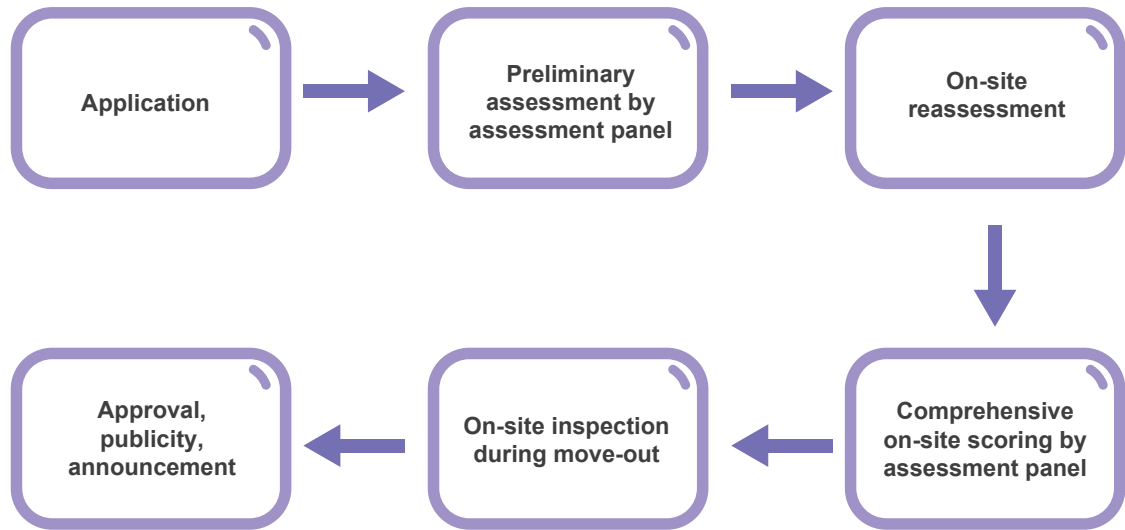 Application
Preliminary
assessment by
assessment panel
On-site
reassessment
Comprehensive
on-site scoring by
assessment panel
On-site inspection
during move-out
Approval,
publicity,
announcement